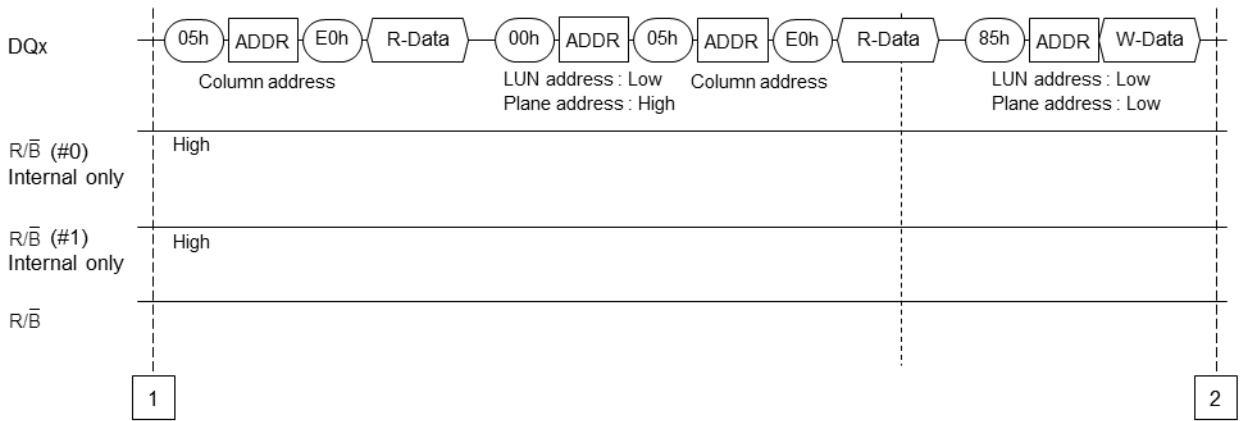 DQx 05h ADDR E0h R-Data 00h ADDR 05h ADDR E0h R-Data 85h ADDR W-Data
Column address LUN address : Low Column address LUN address : Low
Plane address : High Plane address : Low
R/B̅ (#0) High
Internal only
R/B̅ (#1) High
Internal only
R/B̅
1 2